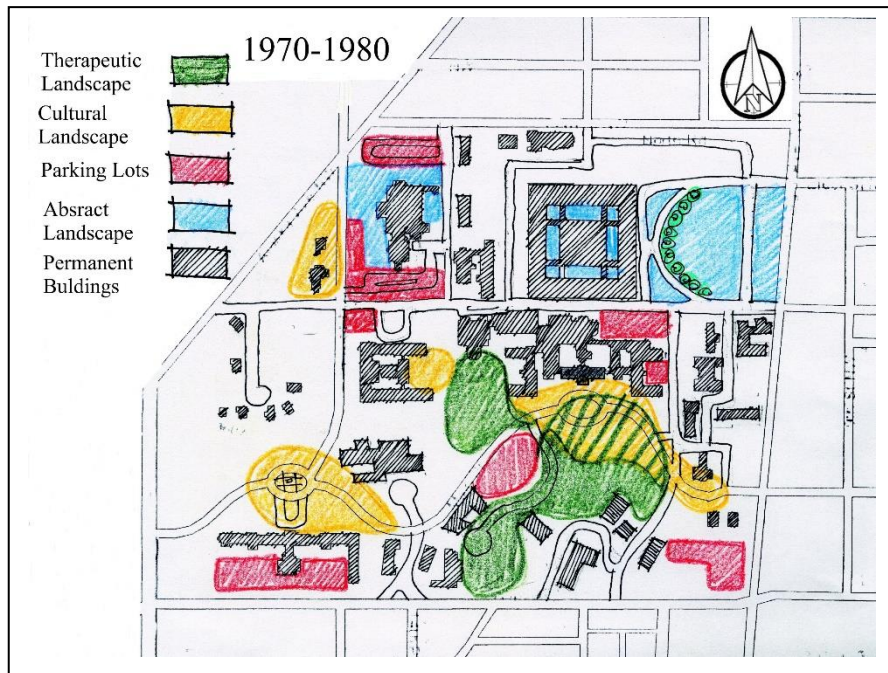 1970-1980
Therapeutic
Landscape
Cultural
Landscape
Parking Lots
Absract
Landscape
Permanent
Buldings
N